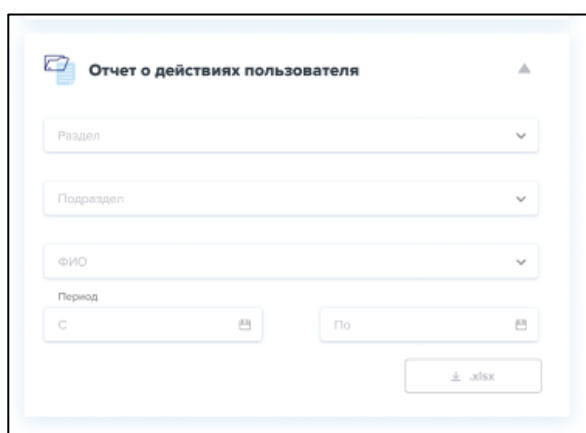 Отчет о действиях пользователя
Раздел
Подраздел
ФИО
Период
С
По
.xlsx